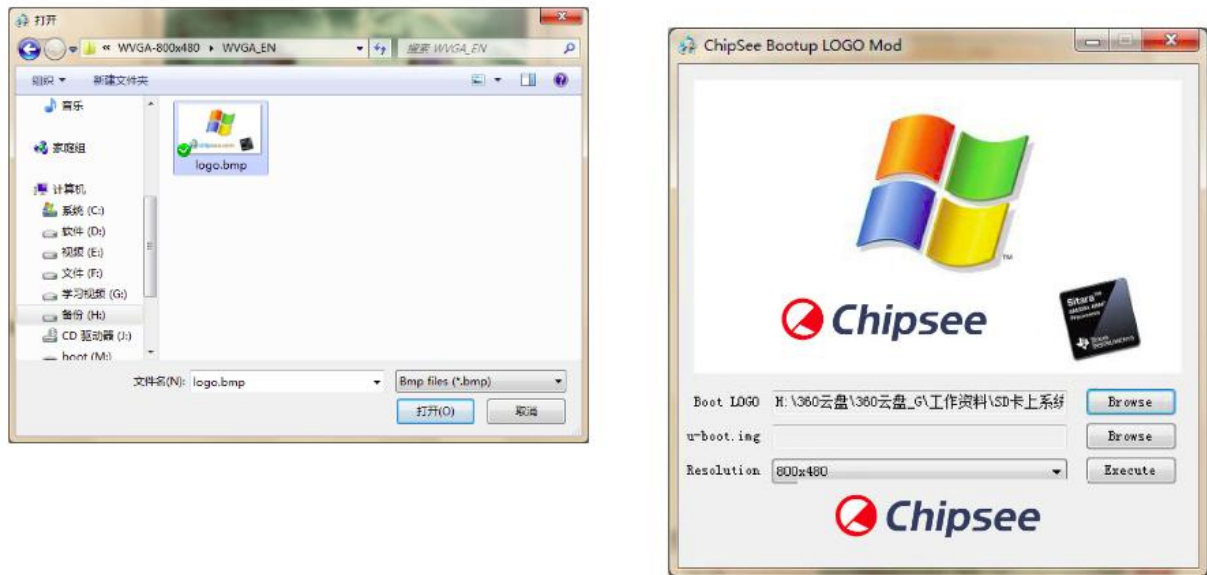 打开
« WVGA-800x480 ▸ WVGA_EN
搜索 WVGA_EN
组织 ▼ 新建文件夹
音乐
家庭组
计算机
系统 (C:)
软件 (D:)
视频 (E:)
文件 (F:)
学习视频 (G:)
备份 (H:)
CD 驱动器 (J:)
boot (M:)
logo.bmp
文件名(N): logo.bmp
Bmp files (*.bmp)
打开(O) 取消
ChipSee Bootup LOGO Mod
TM
Chipsee
Sitara™
Boot LOGO H:\360云盘\360云盘_G\工作资料\SD卡上系统 Browse
u-boot.img Browse
Resolution 800x480 Execute
Chipsee